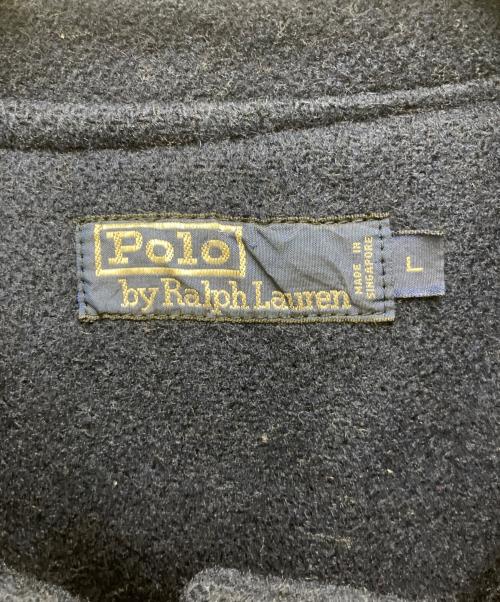 Polo
by Ralph Lauren
MADE IN
SINGAPORE
L